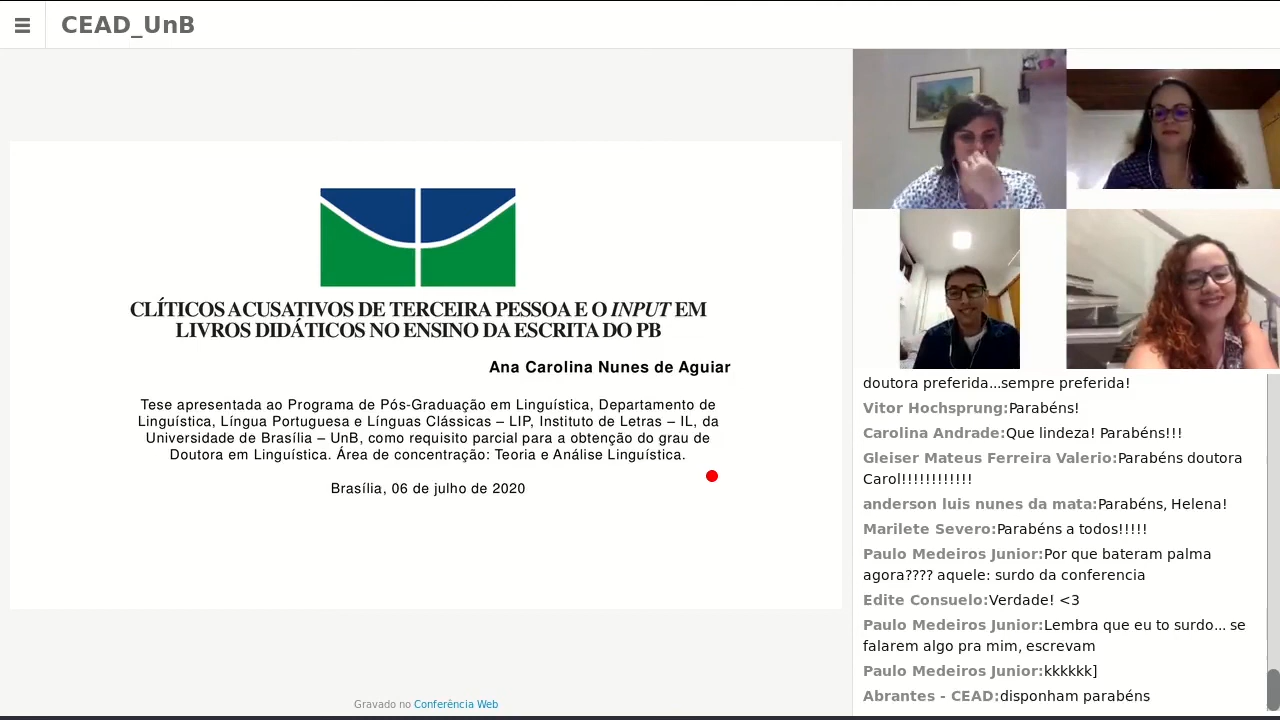 CEAD_UnB
CLÍTICOS ACUSATIVOS DE TERCEIRA PESSOA E O INPUT EM
LIVROS DIDÁTICOS NO ENSINO DA ESCRITA DO PB
Ana Carolina Nunes de Aguiar
Tese apresentada ao Programa de Pós-Graduação em Linguística, Departamento de
Linguística, Língua Portuguesa e Línguas Clássicas – LIP, Instituto de Letras – IL, da
Universidade de Brasília – UnB, como requisito parcial para a obtenção do grau de
Doutora em Linguística. Área de concentração: Teoria e Análise Linguística.
Brasília, 06 de julho de 2020
Gravado no Conferência Web
doutora preferida...sempre preferida!
Vitor Hochsprung:Parabéns!
Carolina Andrade:Que lindeza! Parabéns!!!
Gleiser Mateus Ferreira Valerio:Parabéns doutora
Carol!!!!!!!!!!!!
anderson luis nunes da mata:Parabéns, Helena!
Marilete Severo:Parabéns a todos!!!!!
Paulo Medeiros Junior:Por que bateram palma
agora???? aquele: surdo da conferencia
Edite Consuelo:Verdade! <3
Paulo Medeiros Junior:Lembra que eu to surdo... se
falarem algo pra mim, escrevam
Paulo Medeiros Junior:kkkkkk]
Abrantes - CEAD:disponham parabéns